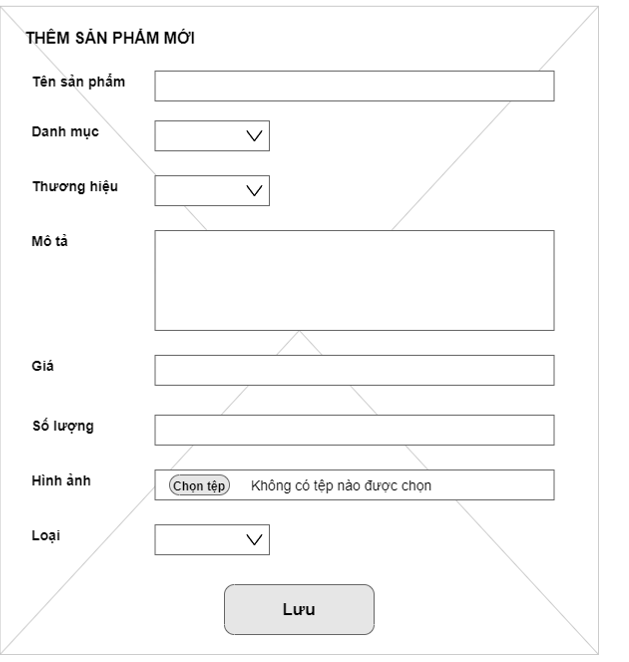 THÊM SẢN PHẨM MỚI
Tên sản phẩm
Danh mục
Thương hiệu
Mô tả
Giá
Số lượng
Hình ảnh
Chọn tệp Không có tệp nào được chọn
Loại
Lưu